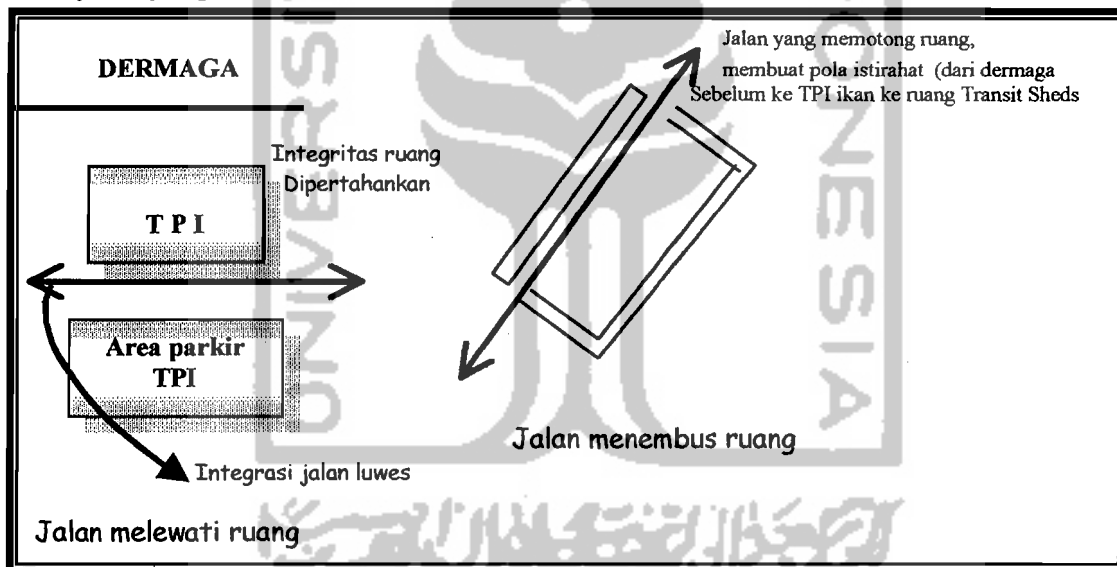 DERMAGA
Integritas ruang
Dipertahankan
T P I
Area parkir
TPI
Integrasi jalan luwes
Jalan melewati ruang
Jalan yang memotong ruang,
membuat pola istirahat (dari dermaga
Sebelum ke TPI ikan ke ruang Transit Sheds
Jalan menembus ruang